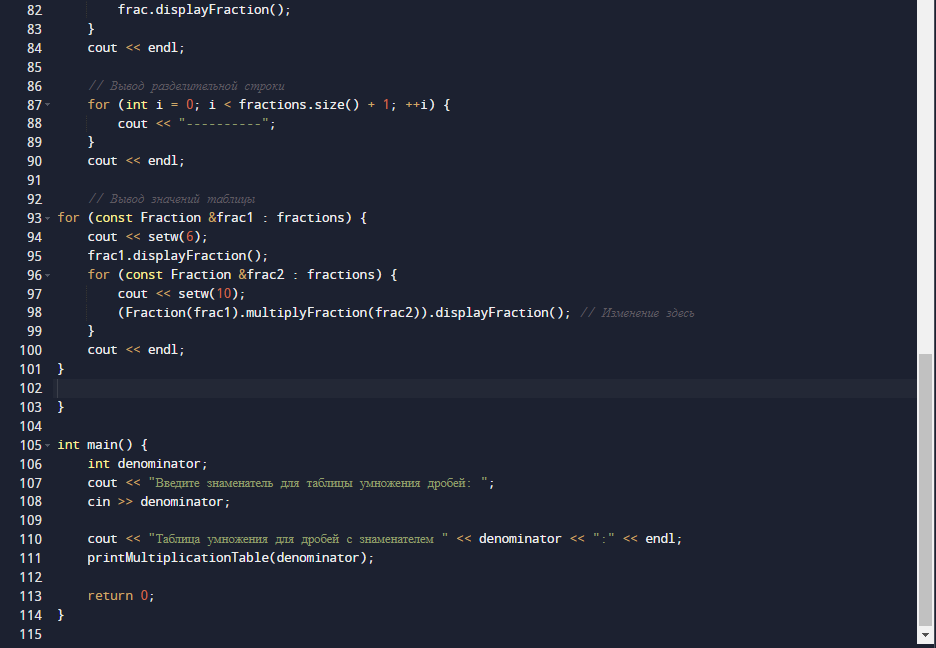 82         frac.displayFraction();
83     }
84     cout << endl;
85
86     // Вывод разделительной строки
87     for (int i = 0; i < fractions.size() + 1; ++i) {
88         cout << "----------";
89     }
90     cout << endl;
91
92     // Вывод значений таблицы
93 for (const Fraction &frac1 : fractions) {
94     cout << setw(6);
95     frac1.displayFraction();
96     for (const Fraction &frac2 : fractions) {
97         cout << setw(10);
98         (Fraction(frac1).multiplyFraction(frac2)).displayFraction(); // Изменение здесь
99     }
100     cout << endl;
101 }
102
103 }
104
105 int main() {
106     int denominator;
107     cout << "Введите знаменатель для таблицы умножения дробей: ";
108     cin >> denominator;
109
110     cout << "Таблица умножения для дробей с знаменателем " << denominator << ":" << endl;
111     printMultiplicationTable(denominator);
112
113     return 0;
114 }
115